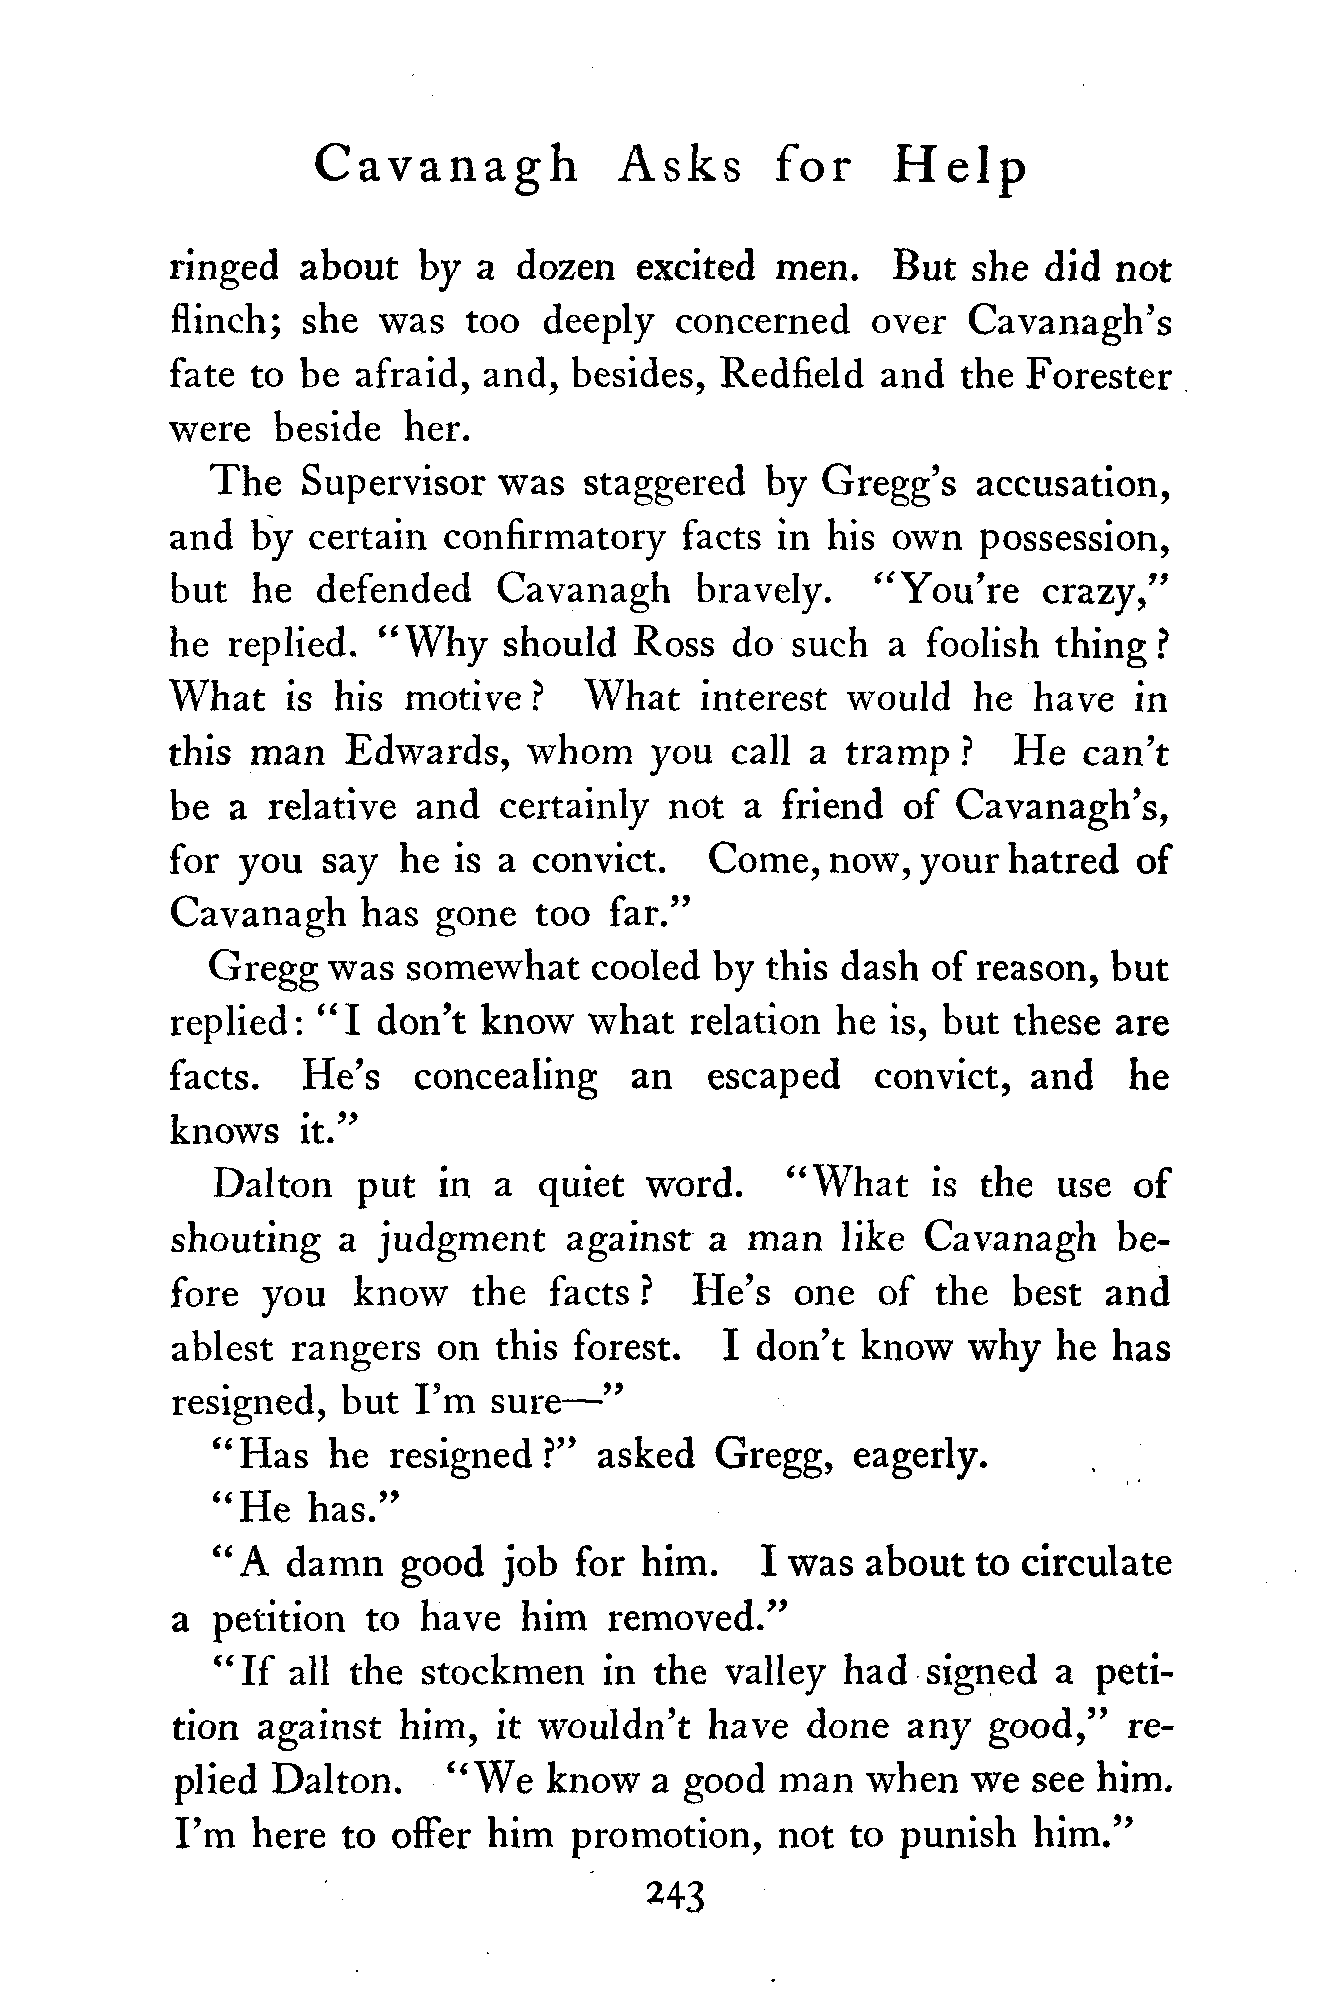 Cavanagh Asks for Help
ringed about by a dozen excited men. But she did not
flinch; she was too deeply concerned over Cavanagh's
fate to be afraid, and, besides, Redfield and the Forester
were beside her.
The Supervisor was staggered by Gregg's accusation,
and by certain confirmatory facts in his own possession,
but he defended Cavanagh bravely. "You're crazy,"
he replied. "Why should Ross do such a foolish thing?
What is his motive? What interest would he have in
this man Edwards, whom you call a tramp? He can't
be a relative and certainly not a friend of Cavanagh's,
for you say he is a convict. Come, now, your hatred of
Cavanagh has gone too far."
Gregg was somewhat cooled by this dash of reason, but
replied: "I don't know what relation he is, but these are
facts. He's concealing an escaped convict, and he
knows it."
Dalton put in a quiet word. "What is the use of
shouting a judgment against a man like Cavanagh be-
fore you know the facts? He's one of the best and
ablest rangers on this forest. I don't know why he has
resigned, but I'm sure—"
"Has he resigned?" asked Gregg, eagerly.
"He has."
"A damn good job for him. I was about to circulate
a petition to have him removed."
"If all the stockmen in the valley had signed a peti-
tion against him, it wouldn't have done any good," re-
plied Dalton. "We know a good man when we see him.
I'm here to offer him promotion, not to punish him."
243